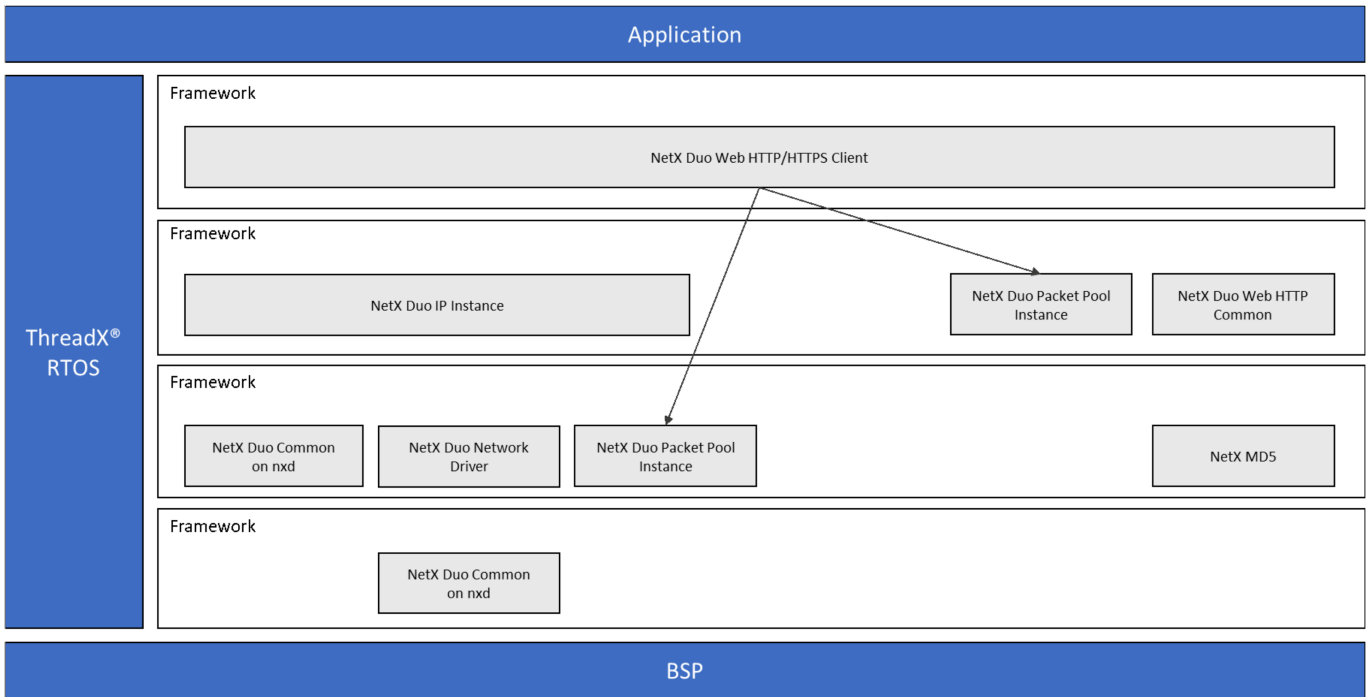 Application
ThreadX®
RTOS
Framework
NetX Duo Web HTTP/HTTPS Client
Framework
NetX Duo IP Instance
NetX Duo Packet Pool
Instance
NetX Duo Web HTTP
Common
Framework
NetX Duo Common
on nxd
NetX Duo Network
Driver
NetX Duo Packet Pool
Instance
NetX MD5
Framework
NetX Duo Common
on nxd
BSP